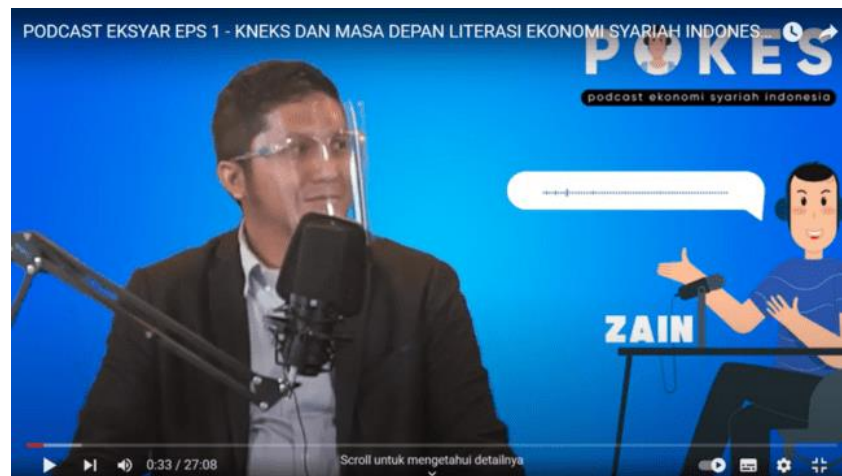 PODCAST EKSYAR EPS 1 - KNEKS DAN MASA DEPAN LITERASI EKONOMI SYARIAH INDONES...
POKES
podcast ekonomi syariah indonesia
ZAIN
0:33 / 27:08
Scroll untuk mengetahui detailnya